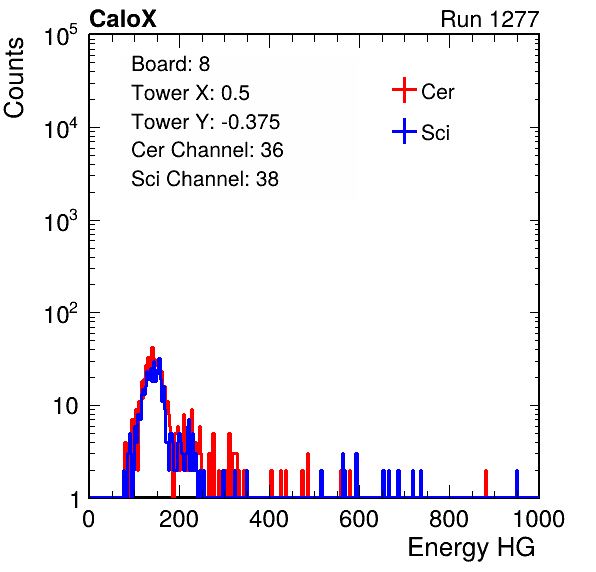 CaloX Run 1277
Counts
10^5
10^4
10^3
10^2
10
1
Board: 8
Tower X: 0.5
Tower Y: -0.375
Cer Channel: 36
Sci Channel: 38
Cer
Sci
0 200 400 600 800 1000
Energy HG